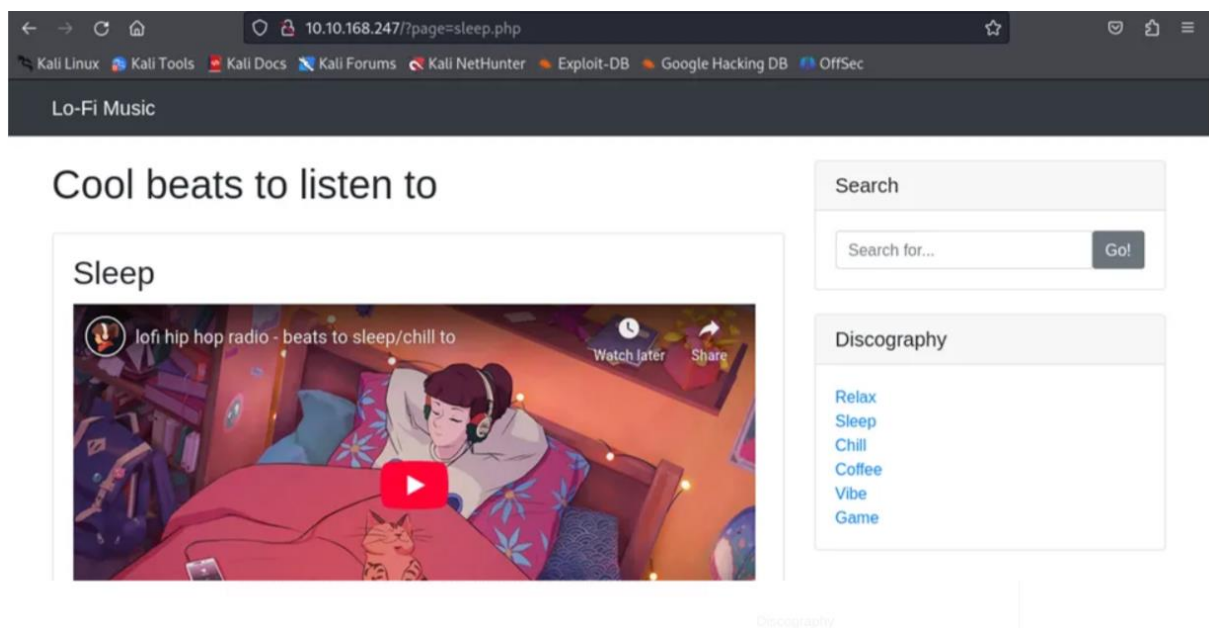 10.10.168.247/?page=sleep.php
Kali Linux Kali Tools Kali Docs Kali Forums Kali NetHunter Exploit-DB Google Hacking DB OffSec
Lo-Fi Music
Cool beats to listen to
Sleep
lofi hip hop radio - beats to sleep/chill to
Watch later Share
Search
Search for... Go!
Discography
Relax
Sleep
Chill
Coffee
Vibe
Game
Discography